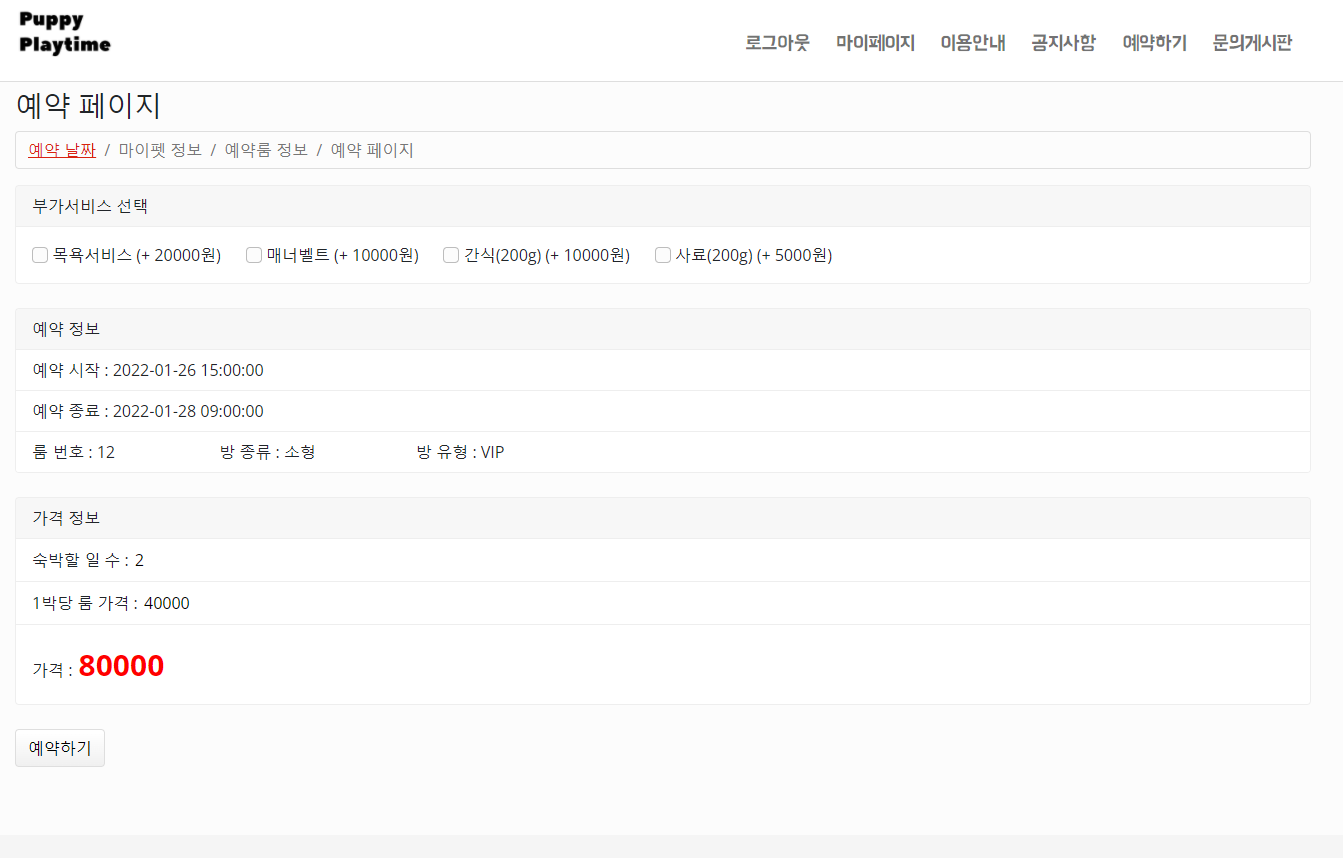 Puppy
Playtime
로그아웃 마이페이지 이용안내 공지사항 예약하기 문의게시판
예약 페이지
예약 날짜 / 마이펫 정보 / 예약룸 정보 / 예약 페이지
부가서비스 선택
목욕서비스 (+ 20000원) 매너벨트 (+ 10000원) 간식(200g) (+ 10000원) 사료(200g) (+ 5000원)
예약 정보
예약 시작 : 2022-01-26 15:00:00
예약 종료 : 2022-01-28 09:00:00
룸 번호 : 12 방 종류 : 소형 방 유형 : VIP
가격 정보
숙박할 일 수 : 2
1박당 룸 가격 : 40000
가격 : 80000
예약하기